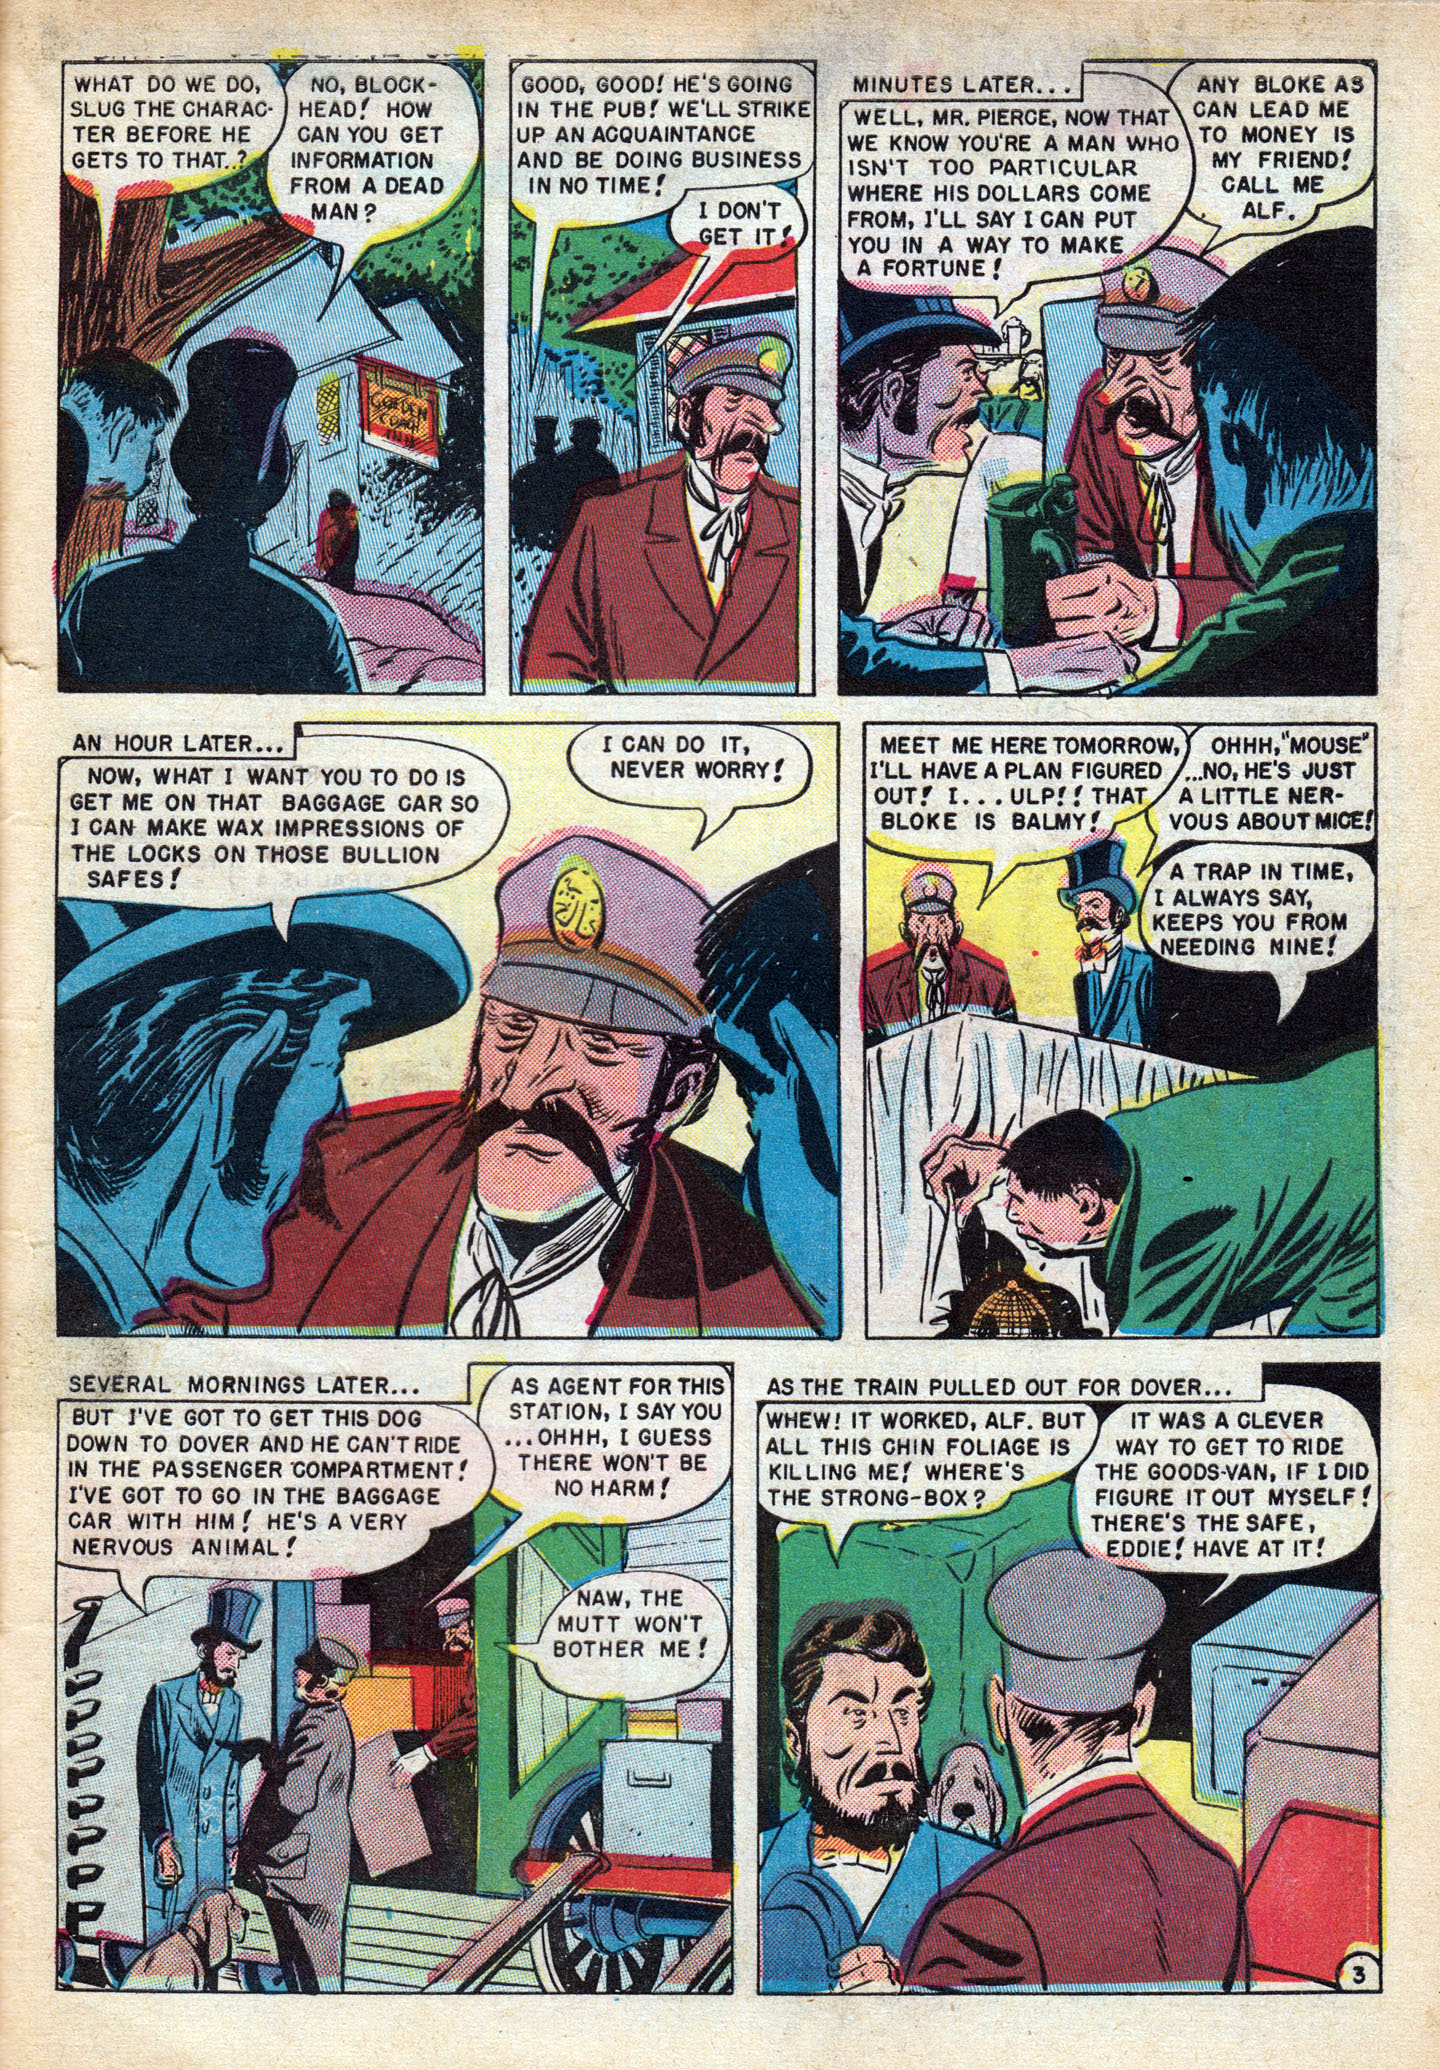 WHAT DO WE DO,
SLUG THE CHARAC-
TER BEFORE HE
GETS TO THAT..?
NO, BLOCK-
HEAD! HOW
CAN YOU GET
INFORMATION
FROM A DEAD
MAN?
GOLDEN
COACH
INN
GOOD, GOOD! HE'S GOING
IN THE PUB! WE'LL STRIKE
UP AN ACQUAINTANCE
AND BE DOING BUSINESS
IN NO TIME!
I DON'T
GET IT!
MINUTES LATER...
WELL, MR. PIERCE, NOW THAT
WE KNOW YOU'RE A MAN WHO
ISN'T TOO PARTICULAR
WHERE HIS DOLLARS COME
FROM, I'LL SAY I CAN PUT
YOU IN A WAY TO MAKE
A FORTUNE!
ANY BLOKE AS
CAN LEAD ME
TO MONEY IS
MY FRIEND!
CALL ME
ALF.
AN HOUR LATER...
NOW, WHAT I WANT YOU TO DO IS
GET ME ON THAT BAGGAGE CAR SO
I CAN MAKE WAX IMPRESSIONS OF
THE LOCKS ON THOSE BULLION
SAFES!
I CAN DO IT,
NEVER WORRY!
MEET ME HERE TOMORROW,
I'LL HAVE A PLAN FIGURED
OUT! I...ULP!! THAT
BLOKE IS BALMY!
OHHH, "MOUSE"
...NO, HE'S JUST
A LITTLE NER-
VOUS ABOUT MICE!
A TRAP IN TIME,
I ALWAYS SAY,
KEEPS YOU FROM
NEEDING NINE!
SEVERAL MORNINGS LATER...
BUT I'VE GOT TO GET THIS DOG
DOWN TO DOVER AND HE CAN'T RIDE
IN THE PASSENGER COMPARTMENT!
I'VE GOT TO GO IN THE BAGGAGE
CAR WITH HIM! HE'S A VERY
NERVOUS ANIMAL!
AS AGENT FOR THIS
STATION, I SAY YOU
...OHHH, I GUESS
THERE WON'T BE
NO HARM!
NAW, THE
MUTT WON'T
BOTHER ME!
AS THE TRAIN PULLED OUT FOR DOVER...
WHEW! IT WORKED, ALF. BUT
ALL THIS CHIN FOLIAGE IS
KILLING ME! WHERE'S
THE STRONG-BOX?
IT WAS A CLEVER
WAY TO GET TO RIDE
THE GOODS-VAN, IF I DID
FIGURE IT OUT MYSELF!
THERE'S THE SAFE,
EDDIE! HAVE AT IT!
3